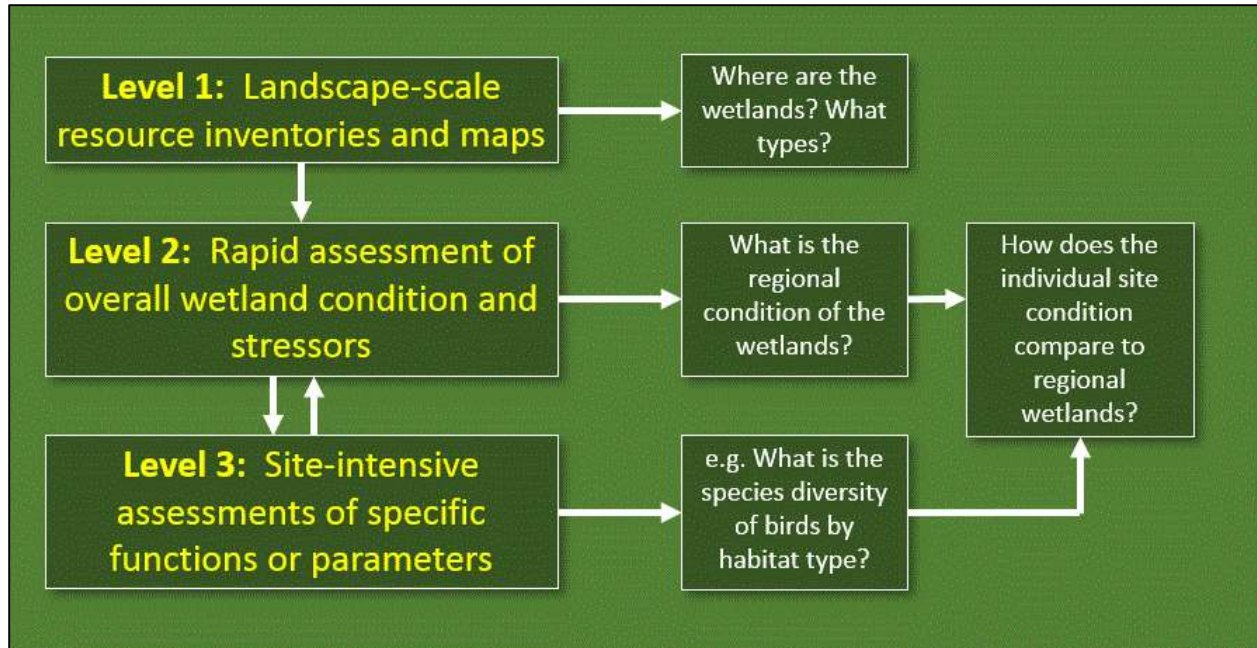 Level 1: Landscape-scale
resource inventories and maps
Where are the
wetlands? What
types?
Level 2: Rapid assessment of
overall wetland condition and
stressors
What is the
regional
condition of the
wetlands?
How does the
individual site
condition
compare to
regional
wetlands?
Level 3: Site-intensive
assessments of specific
functions or parameters
e.g. What is the
species diversity
of birds by
habitat type?